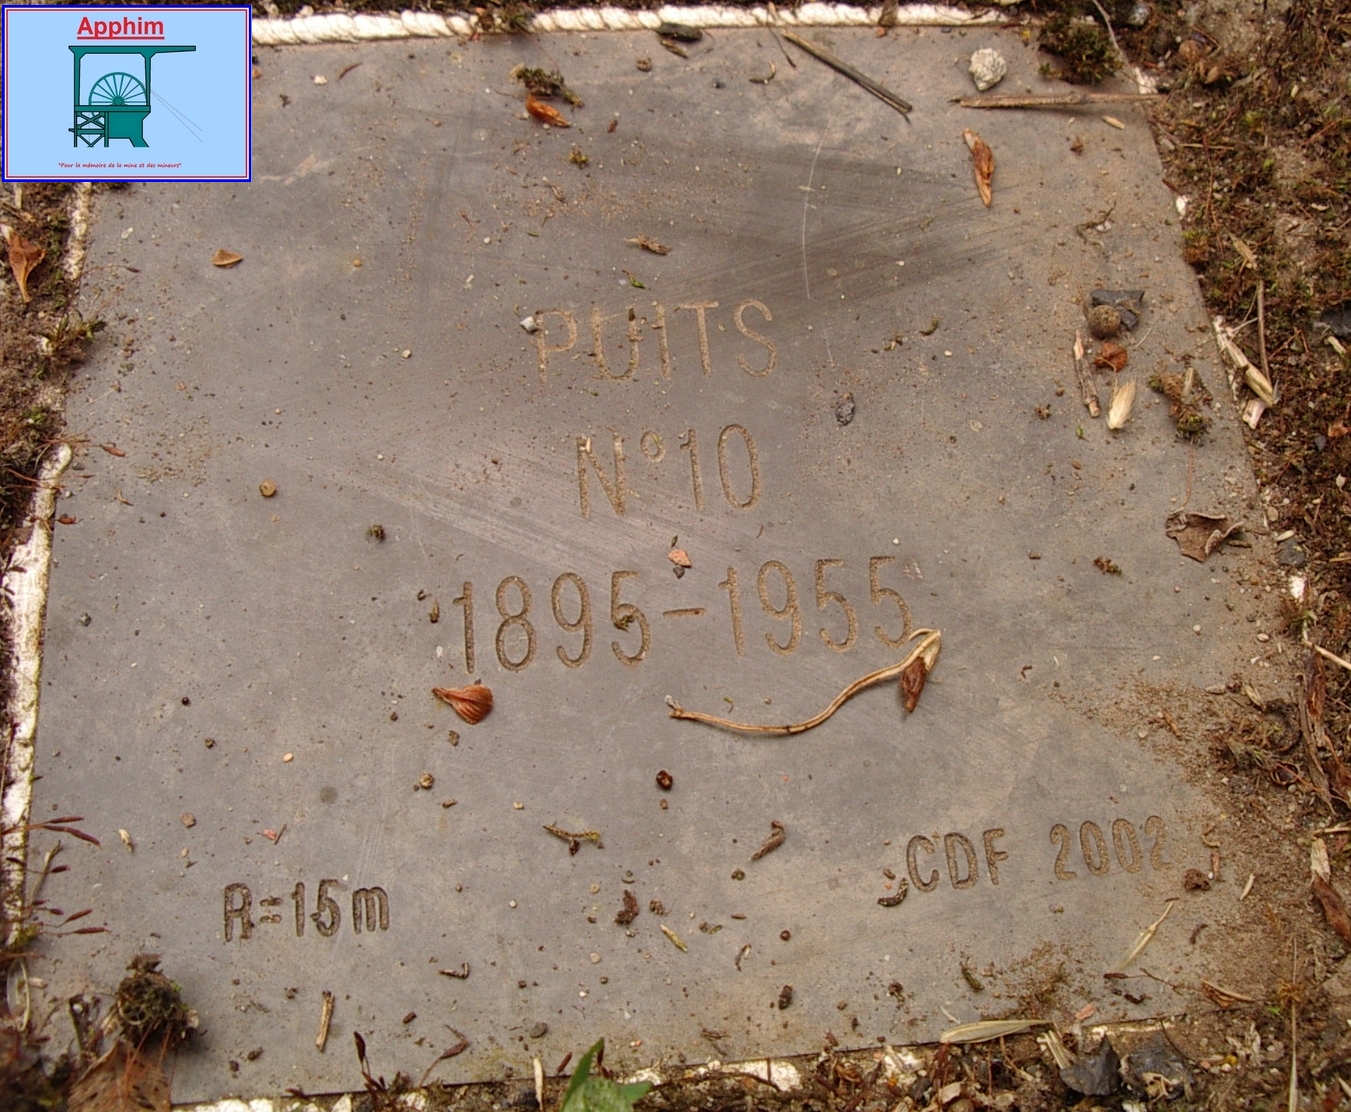 Apphim
"Pour la mémoire de la mine et des mineurs"
PUITS
N°10
1895-1955
R=15m
CDF 2002